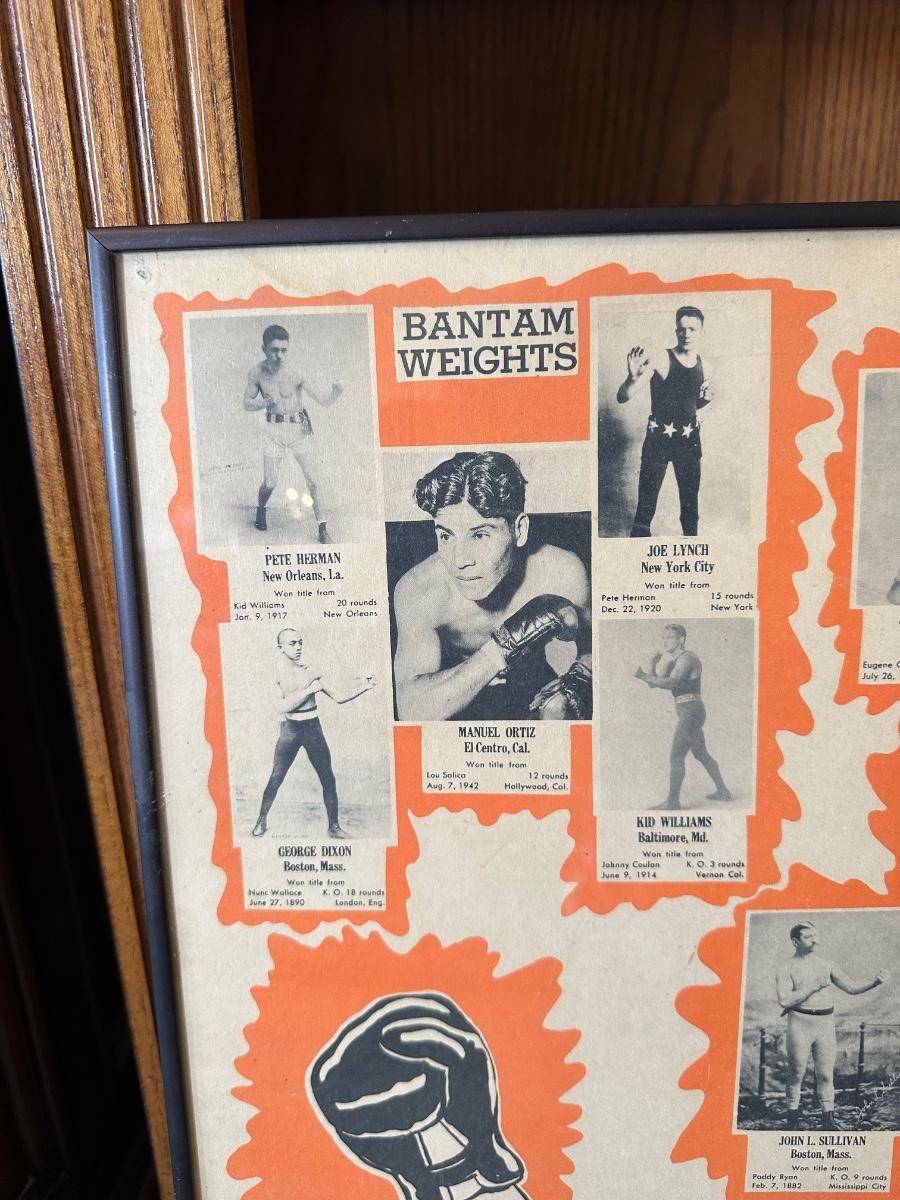 BANTAM
WEIGHTS
PETE HERMAN
New Orleans, La.
Won title from
Kid Williams 20 rounds
Jan. 9, 1917 New Orleans
JOE LYNCH
New York City
Won title from
Pete Herman 15 rounds
Dec. 22, 1920 New York
MANUEL ORTIZ
El Centro, Cal.
Won title from
Lou Salica 12 rounds
Aug. 7, 1942 Hollywood, Cal.
GEORGE DIXON
Boston, Mass.
Won title from
Nunc Wallace K. O. 18 rounds
June 27, 1890 London, Eng.
KID WILLIAMS
Baltimore, Md.
Won title from
Johnny Coulon K. O. 3 rounds
June 9, 1914 Vernon Cal.
Eugene
July 26,
JOHN L. SULLIVAN
Boston, Mass.
Won title from
Paddy Ryan K. O. 9 rounds
Feb. 7, 1882 Mississippi City